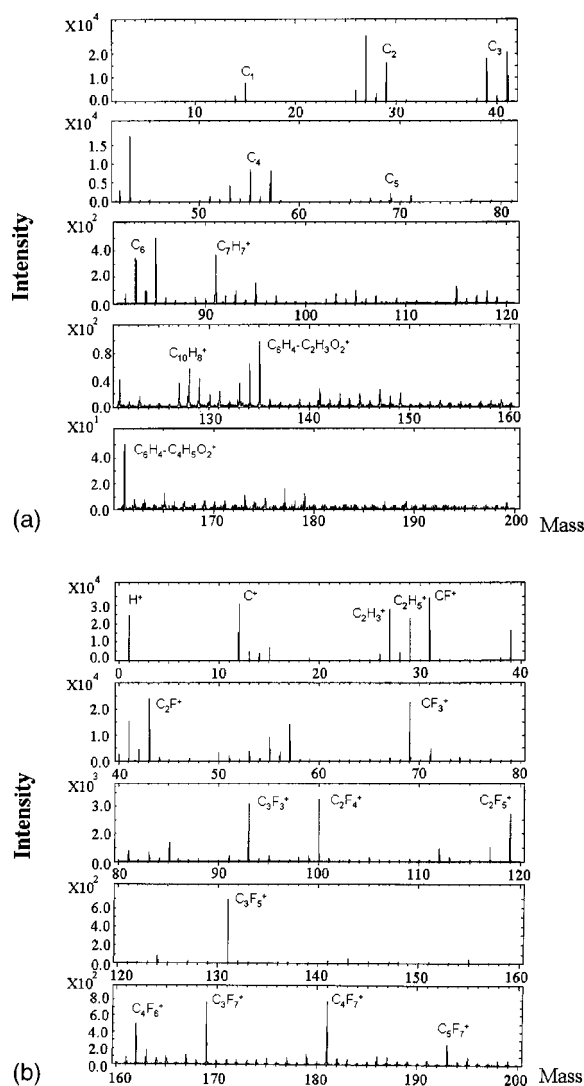 (a)
Intensity
X10⁴
2.0
1.0
0.0
C₁
C₂
C₃
10
20
30
40
X10⁴
1.5
1.0
0.5
0.0
C₄
C₅
50
60
70
80
X10²
4.0
2.0
0.0
C₆
C₇H₇⁺
90
100
110
120
X10²
0.8
0.4
0.0
C₁₀H₈⁺
C₆H₄-C₂H₃O₂⁺
130
140
150
160
X10¹
4.0
2.0
0.0
C₆H₄-C₄H₅O₂⁺
170
180
190
200
Mass
(b)
Intensity
X10⁴
3.0
2.0
1.0
0.0
H⁺
C⁺
C₂H₃⁺
C₂H₅⁺
CF⁺
0
10
20
30
40
X10⁴
2.0
1.0
0.0
C₂F⁺
CF₃⁺
40
50
60
70
80
X10³
3.0
2.0
1.0
0.0
C₃F₃⁺
C₂F₄⁺
C₂F₅⁺
80
90
100
110
120
X10²
6.0
4.0
2.0
0.0
C₃F₅⁺
120
130
140
150
160
X10²
8.0
6.0
4.0
2.0
0.0
C₄F₆⁺
C₃F₇⁺
C₄F₇⁺
C₅F₇⁺
160
170
180
190
200
Mass